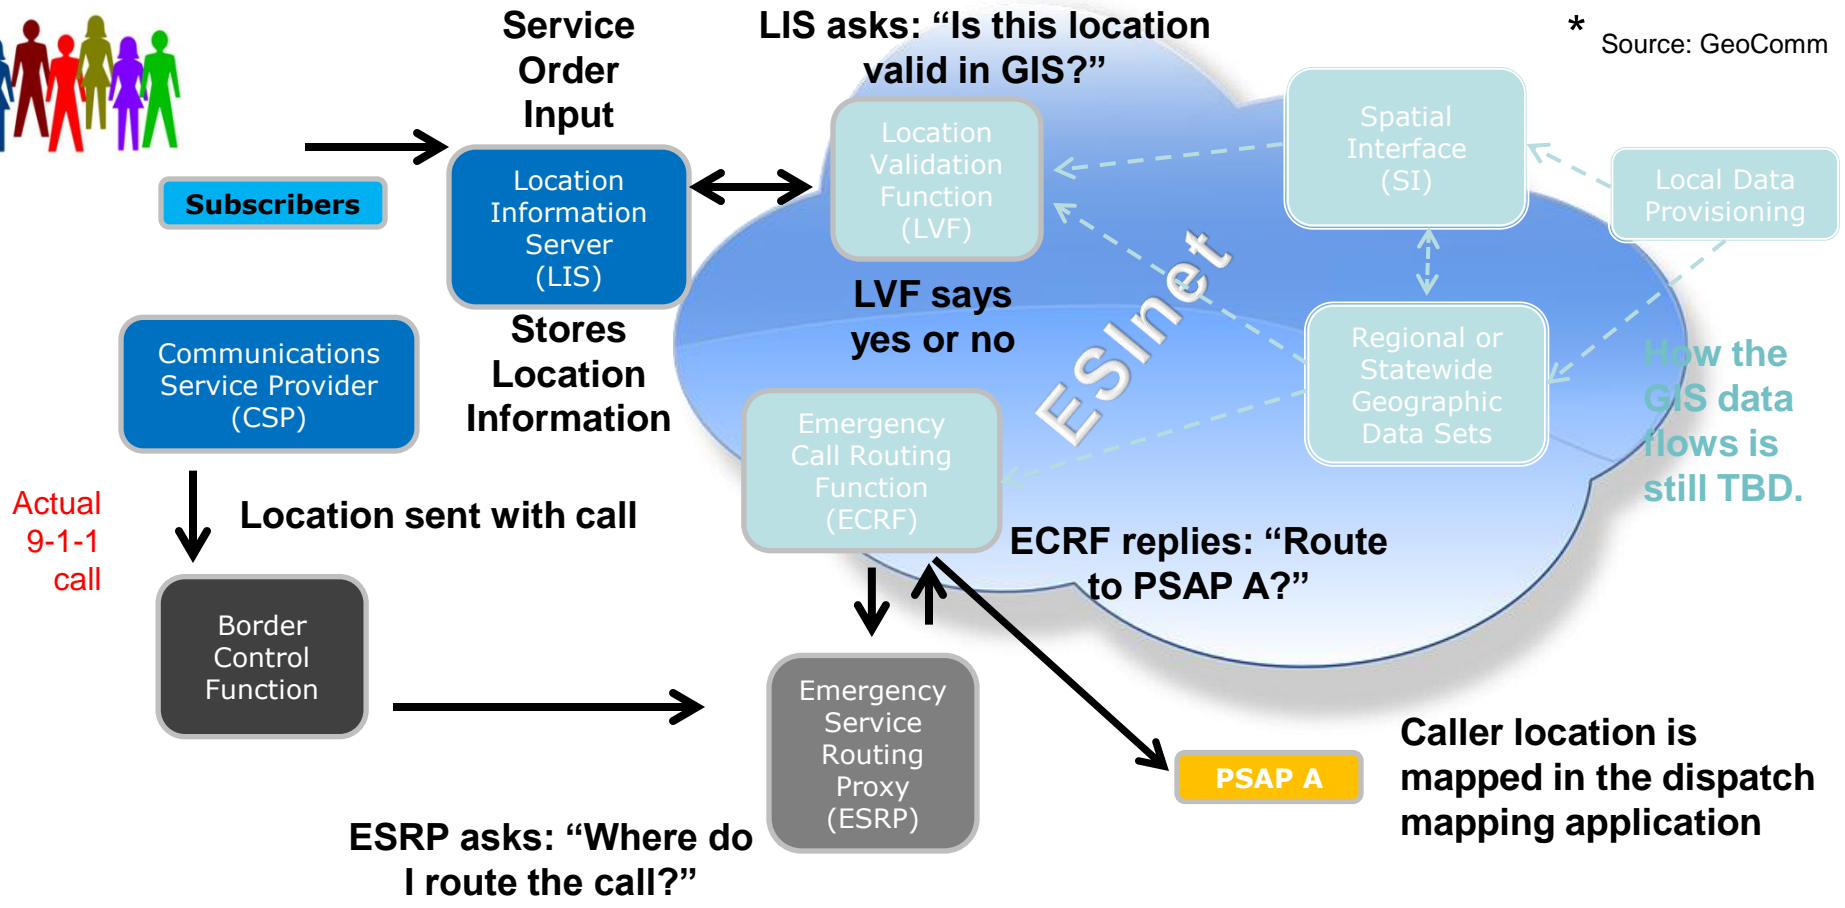 Service
Order
Input
LIS asks: “Is this location
valid in GIS?”
* Source: GeoComm
Subscribers
Location
Information
Server
(LIS)
Location
Validation
Function
(LVF)
Spatial
Interface
(SI)
Local Data
Provisioning
Stores
Location
Information
LVF says
yes or no
ESInet
Regional or
Statewide
Geographic
Data Sets
How the
GIS data
flows is
still TBD.
Communications
Service Provider
(CSP)
Emergency
Call Routing
Function
(ECRF)
Actual
9-1-1
call
Location sent with call
ECRF replies: “Route
to PSAP A?”
Border
Control
Function
Emergency
Service
Routing
Proxy
(ESRP)
PSAP A
Caller location is
mapped in the dispatch
mapping application
ESRP asks: “Where do
I route the call?”